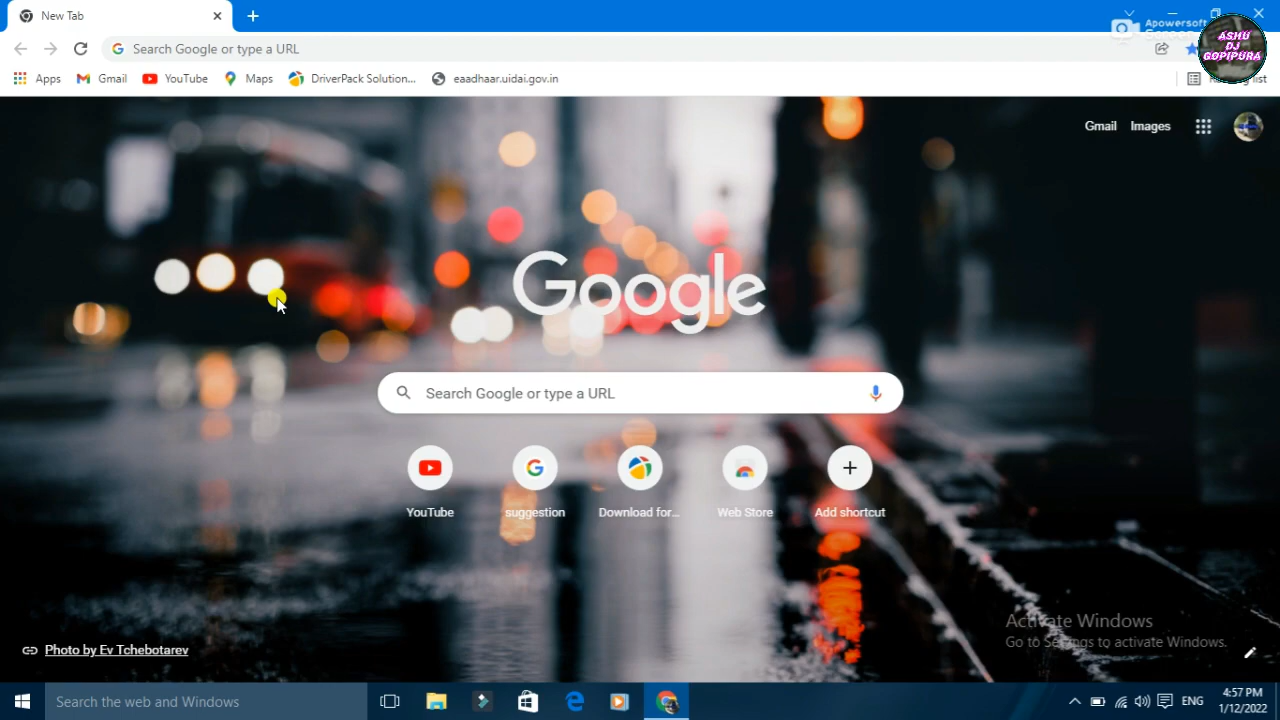 New Tab
Apowersoft
ASHU
DJ
GOPIPURA
Search Google or type a URL
Apps
Gmail
YouTube
Maps
DriverPack Solution...
eaadhaar.uidai.gov.in
list
Gmail
Images
Google
Search Google or type a URL
YouTube
suggestion
Download for...
Web Store
Add shortcut
Activate Windows
Go to Settings to activate Windows.
Photo by Ev Tchebotarev
Search the web and Windows
ENG
4:57 PM
1/12/2022